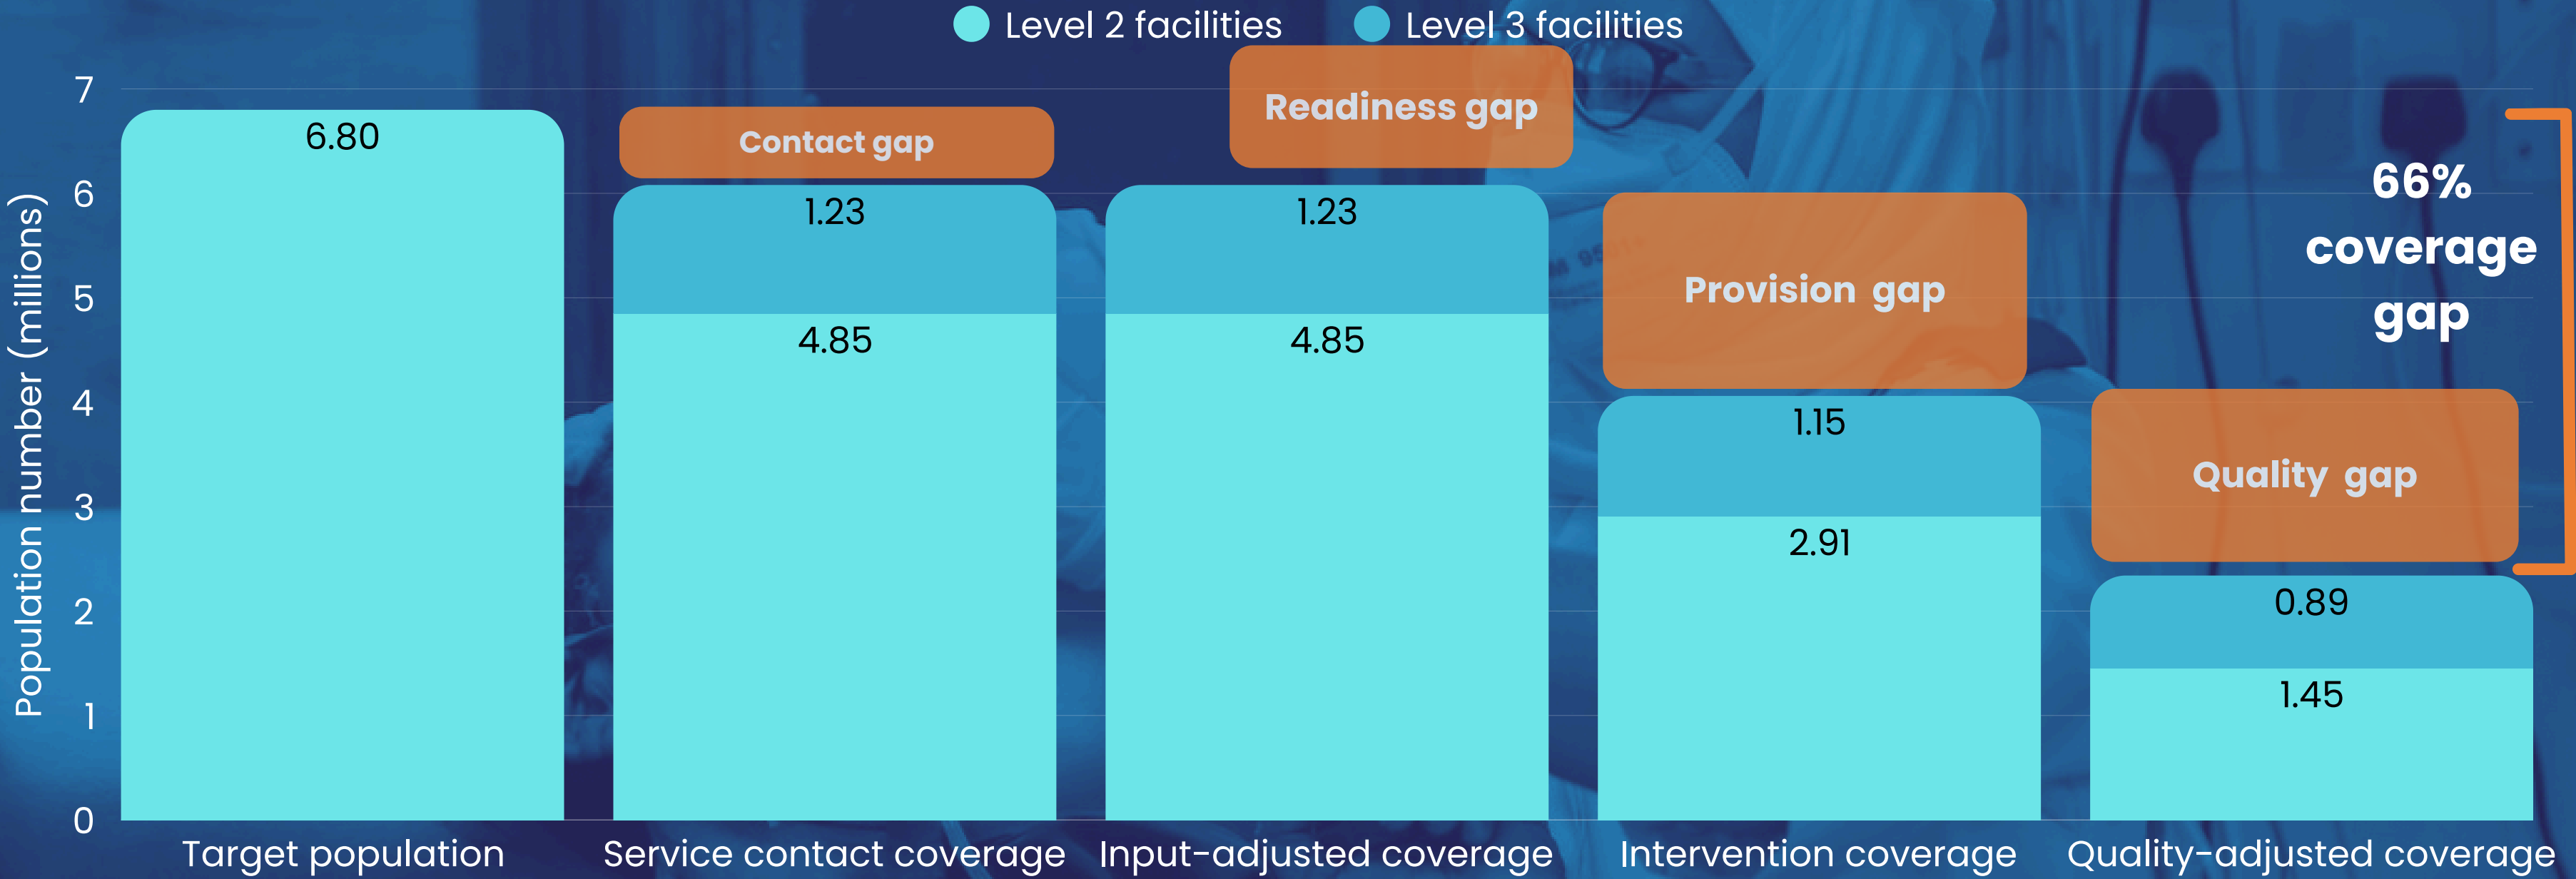 Level 2 facilities
Level 3 facilities
Population number (millions)
7
6
5
4
3
2
1
0
6.80
Contact gap
1.23
4.85
Readiness gap
1.23
4.85
Provision gap
1.15
2.91
66%
coverage
gap
Quality gap
0.89
1.45
Target population
Service contact coverage
Input-adjusted coverage
Intervention coverage
Quality-adjusted coverage